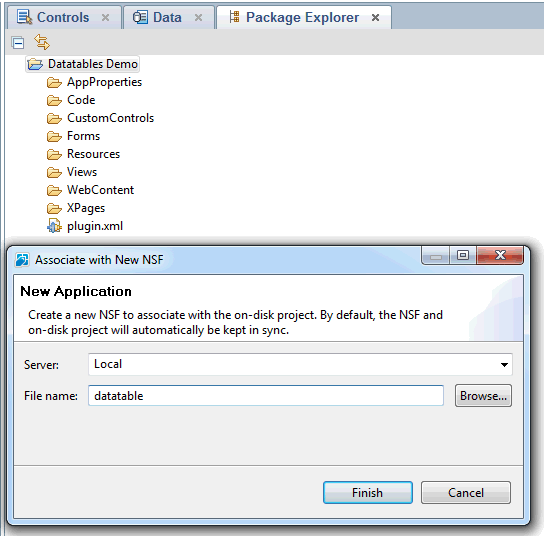 Controls Data Package Explorer
Datatables Demo
AppProperties
Code
CustomControls
Forms
Resources
Views
WebContent
XPages
plugin.xml
Associate with New NSF
New Application
Create a new NSF to associate with the on-disk project. By default, the NSF and
on-disk project will automatically be kept in sync.
Server: Local
File name: datatable Browse...
Finish Cancel